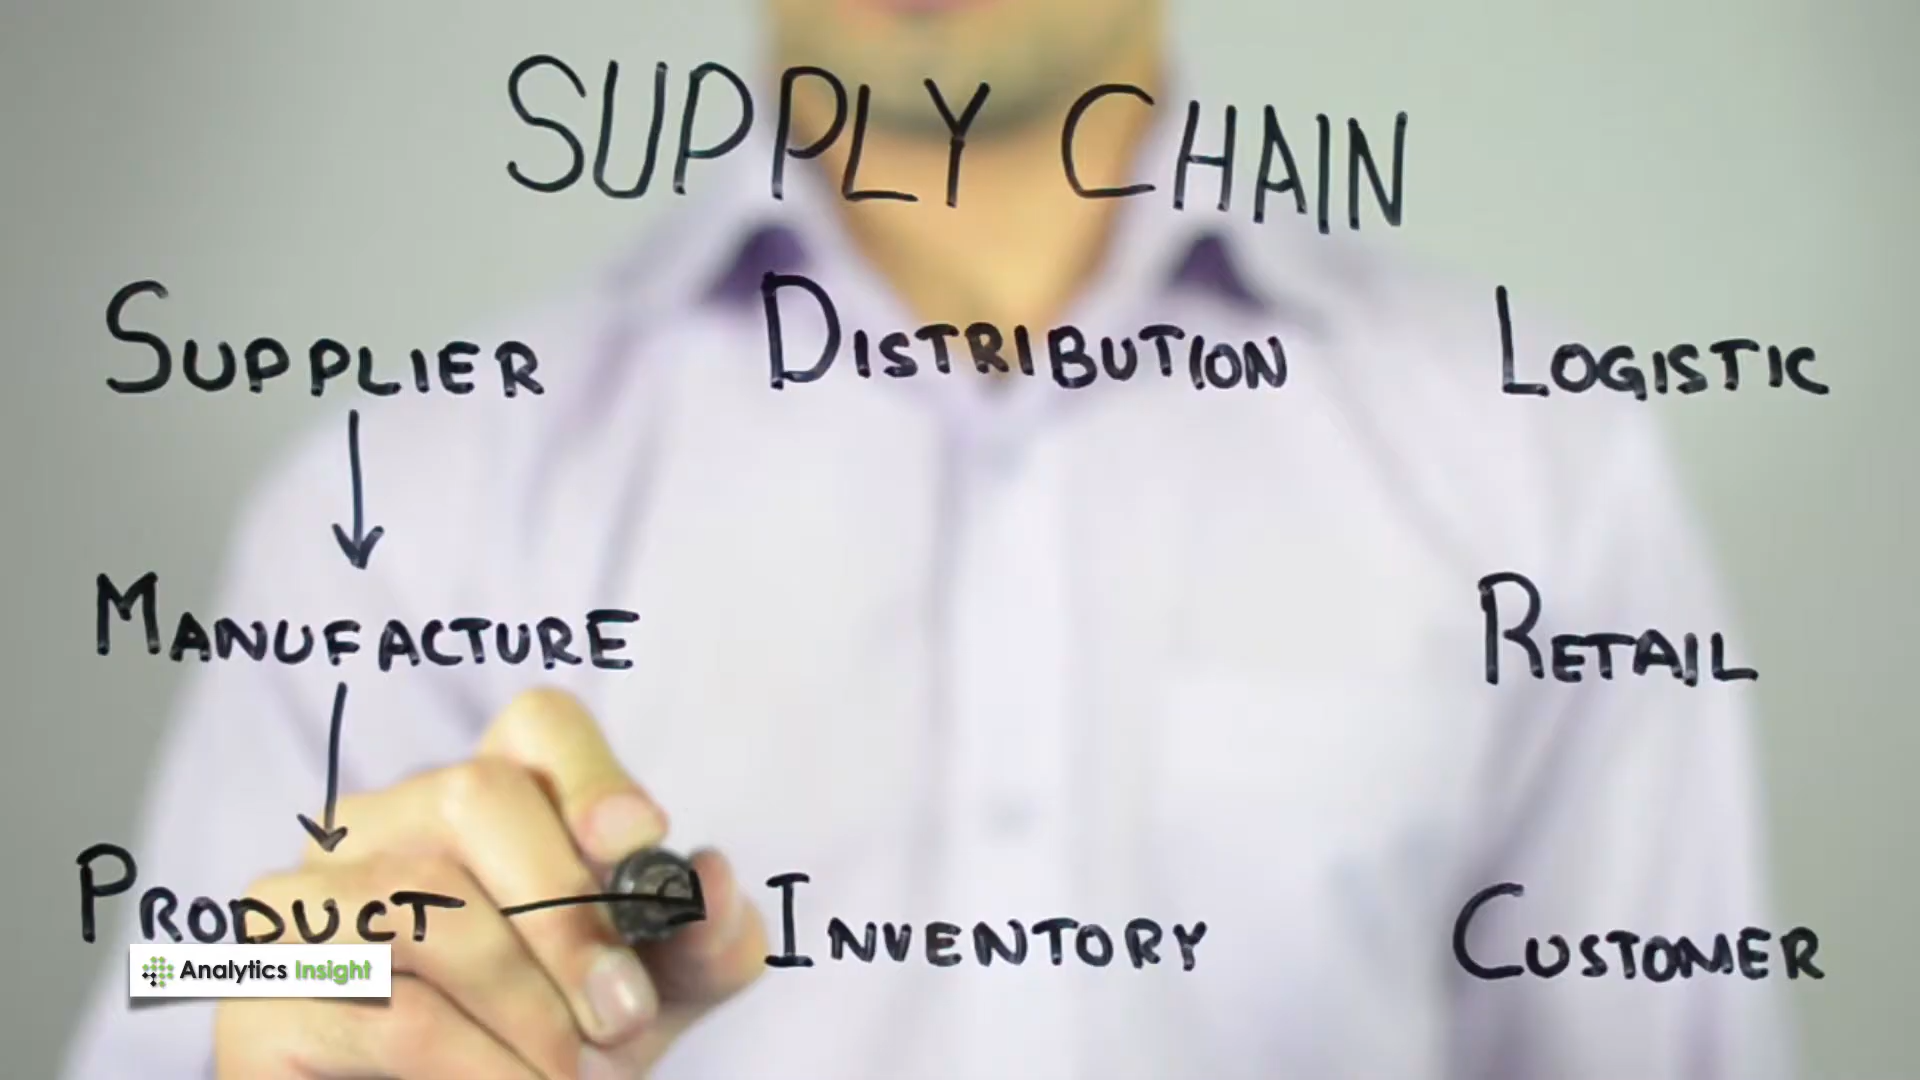 SUPPLY CHAIN
SUPPLIER DISTRIBUTION LOGISTIC
MANUFACTURE RETAIL
PRODUCT INVENTORY CUSTOMER
Analytics Insight